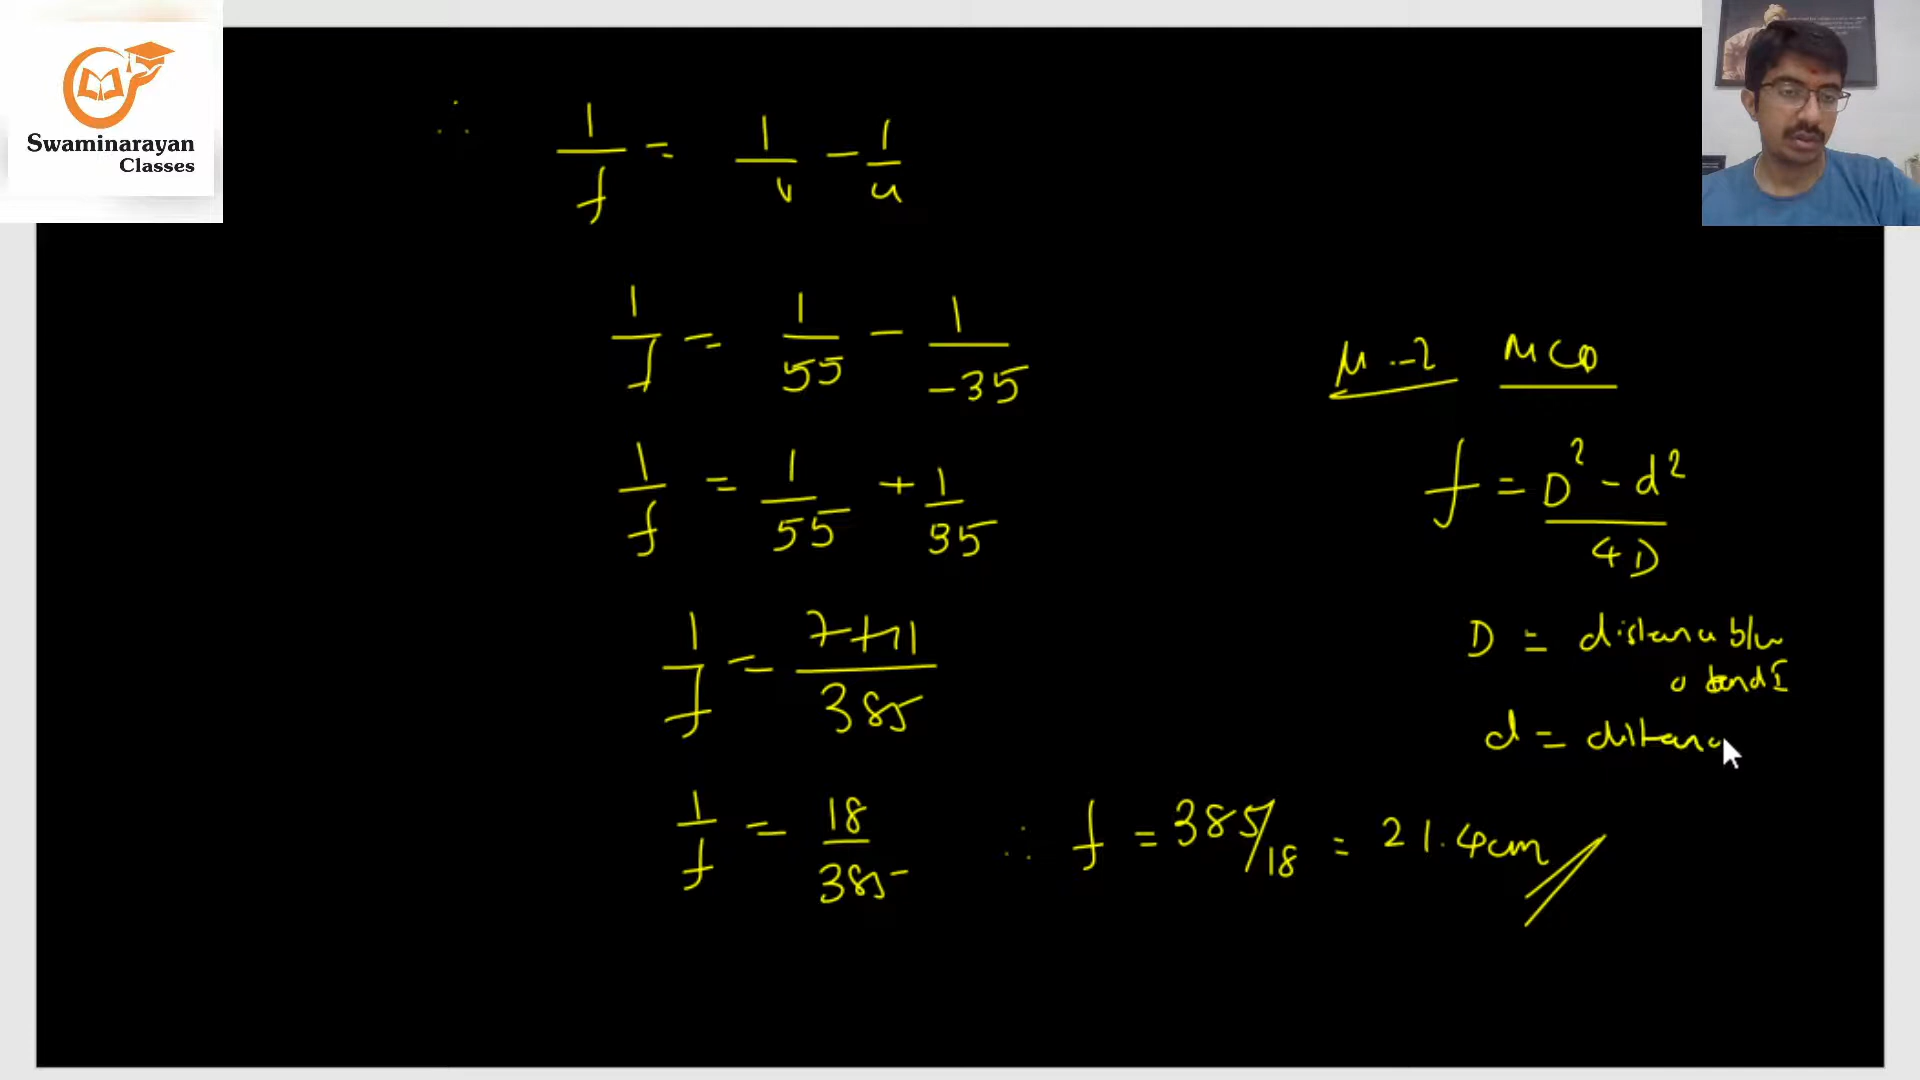 Swaminarayan
Classes
∴ 1/f = 1/v - 1/u
1/f = 1/55 - 1/-35
1/f = 1/55 + 1/35
1/f = 7+11/385
1/f = 18/385 ∴ f = 385/18 = 21.4cm
M-2 MCQ
f = D² - d²/4D
D = distance b/w
o and I
d = distanc